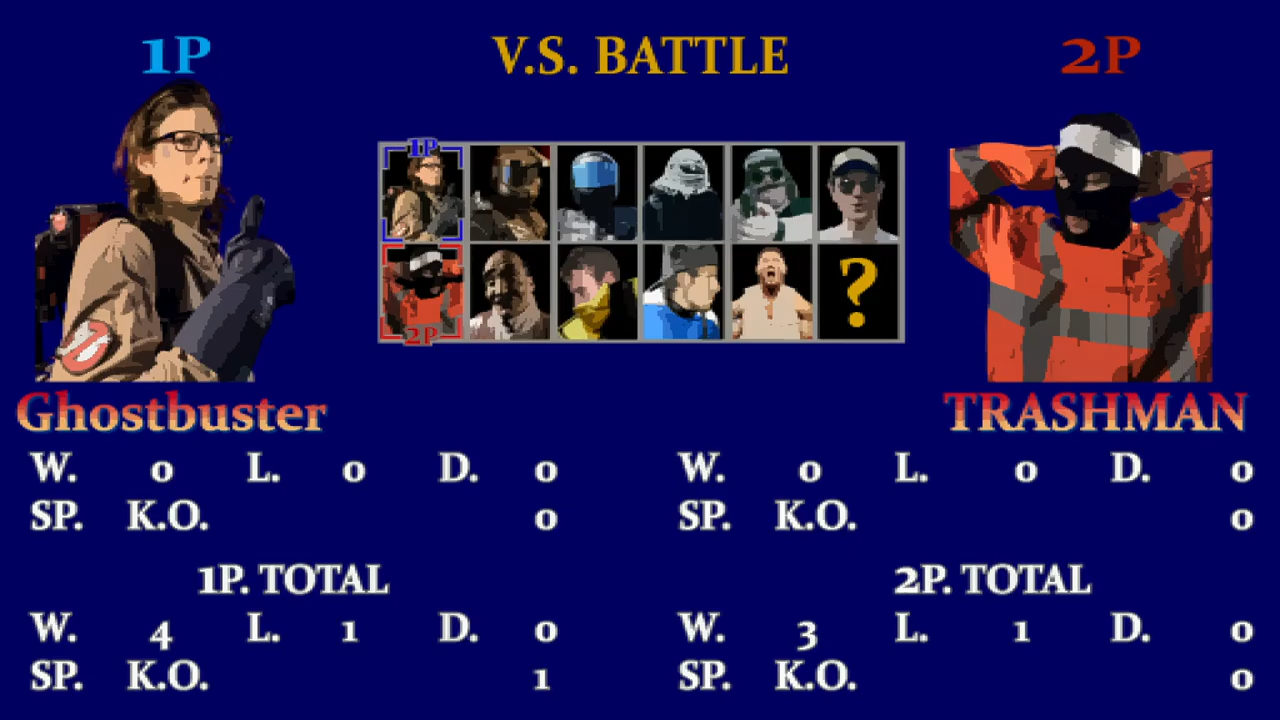 1P V.S. BATTLE 2P
1P
2P
?
Ghostbuster TRASHMAN
W. 0 L. 0 D. 0 W. 0 L. 0 D. 0
SP. K.O. 0 SP. K.O. 0
1P. TOTAL 2P. TOTAL
W. 4 L. 1 D. 0 W. 3 L. 1 D. 0
SP. K.O. 1 SP. K.O. 0